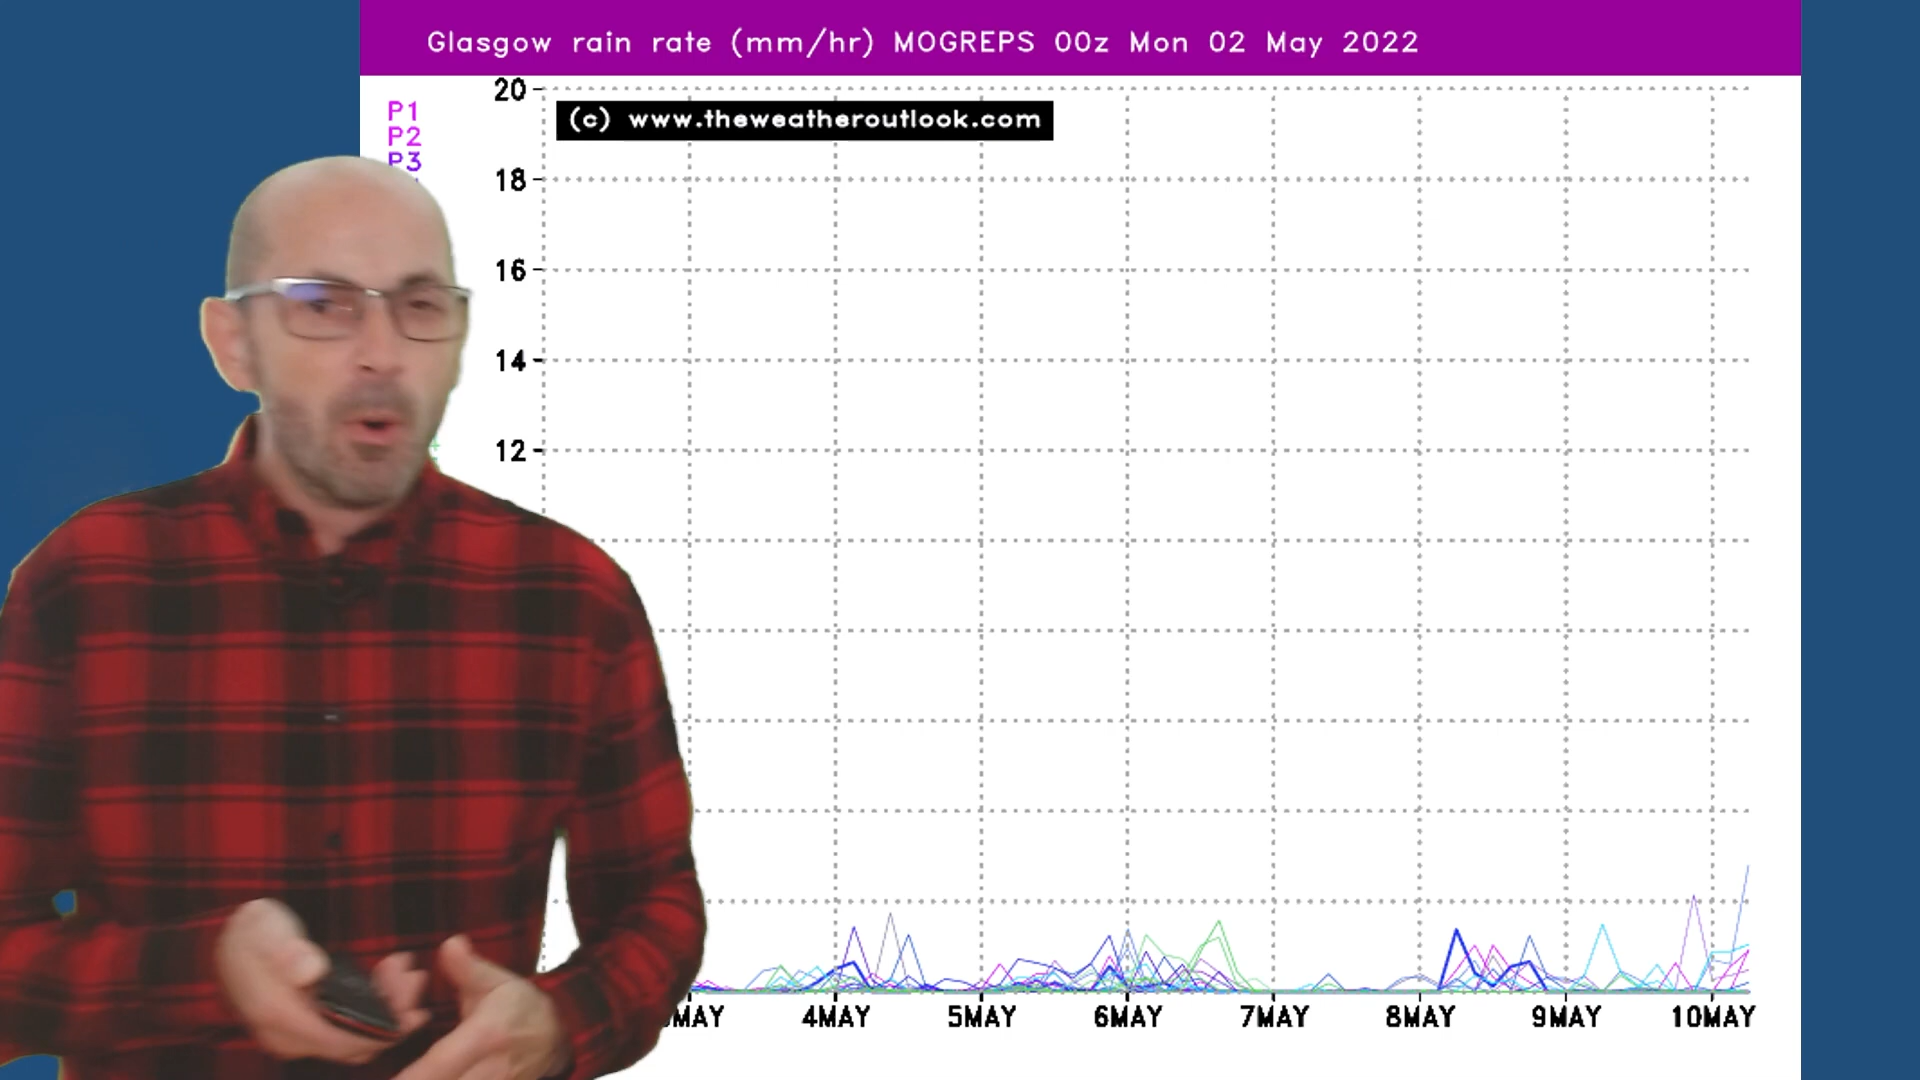 Glasgow rain rate (mm/hr) MOGREPS 00z Mon 02 May 2022
20
(c) www.theweatheroutlook.com
P1
P2
P3
18
16
14
12
4MAY 5MAY 6MAY 7MAY 8MAY 9MAY 10MAY